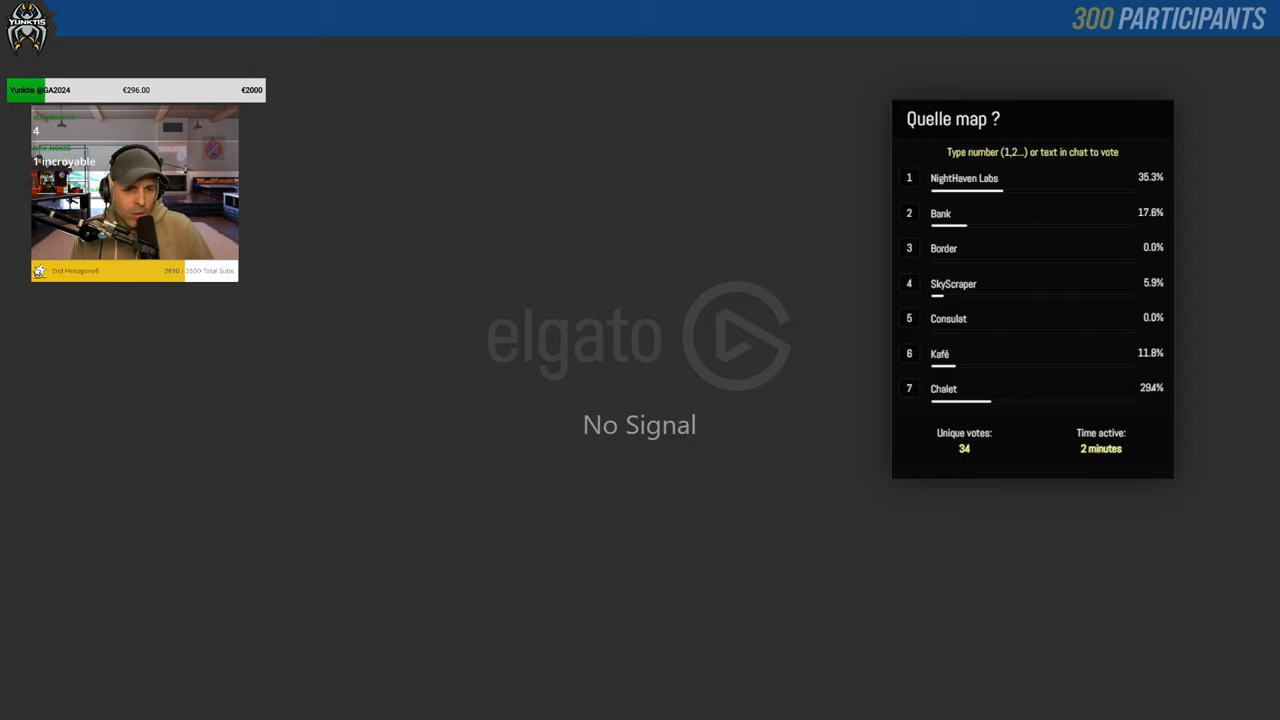 YUNKTIS
300 PARTICIPANTS
Yunktis @GA2024 €296.00 €2000
4
1 incroyable
2nd Hexagone6 2610 / 3500 Total Subs
elgato
No Signal
Quelle map ?
Type number (1,2...) or text in chat to vote
1 NightHaven Labs 35.3%
2 Bank 17.6%
3 Border 0.0%
4 SkyScraper 5.9%
5 Consulat 0.0%
6 Kafé 11.8%
7 Chalet 29.4%
Unique votes: Time active:
34 2 minutes